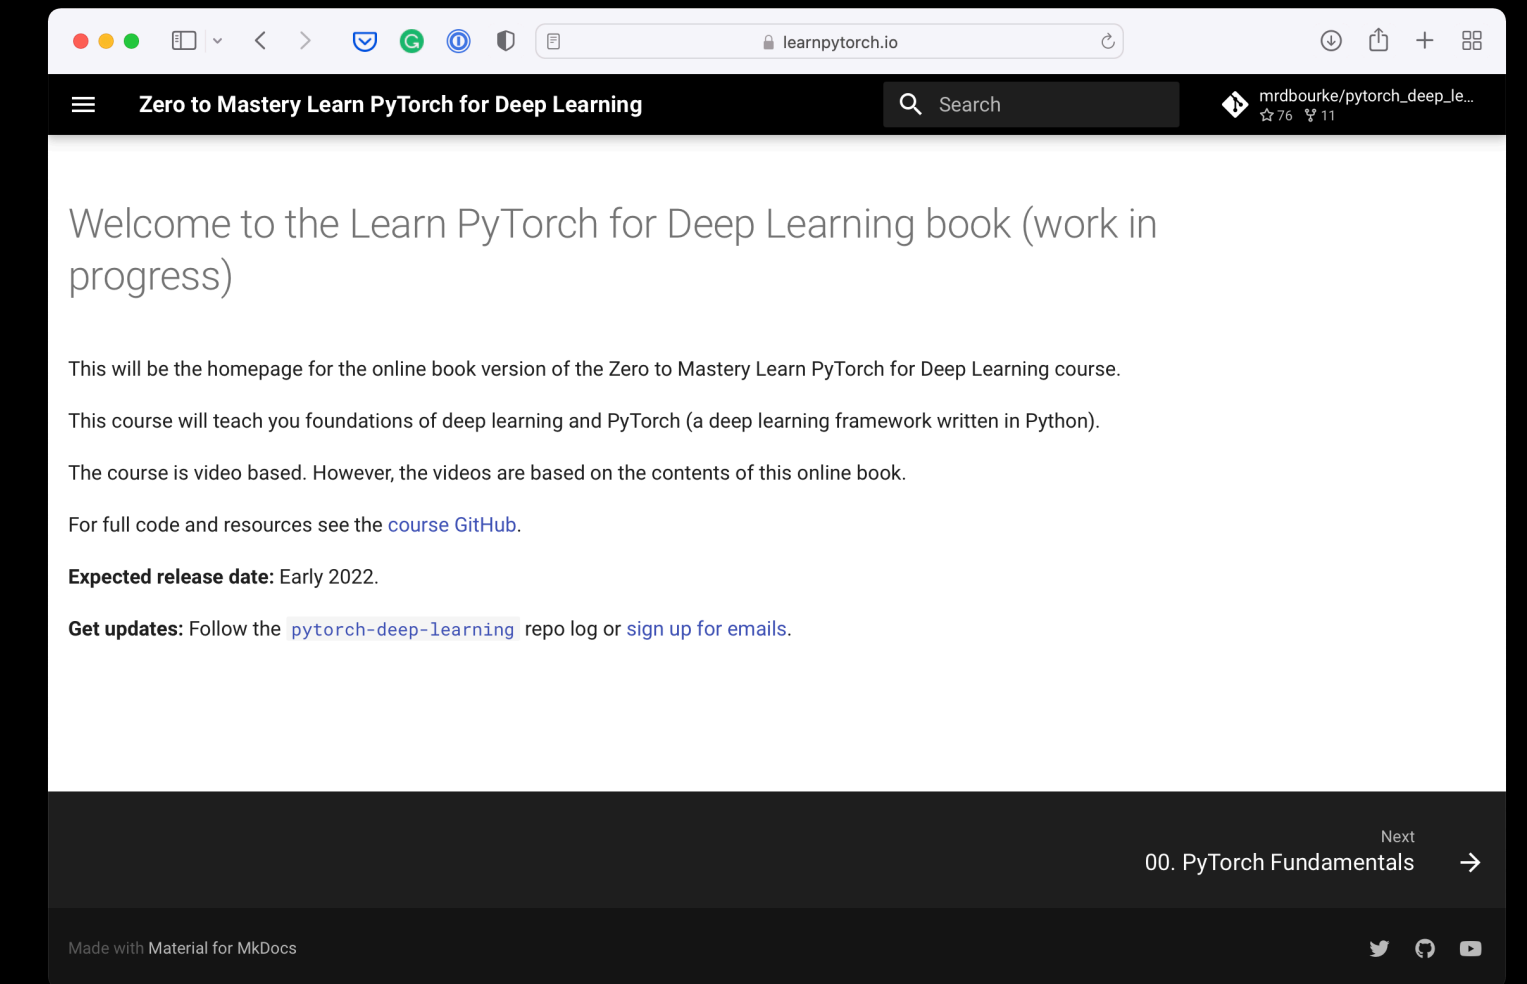 learnpytorch.io
Zero to Mastery Learn PyTorch for Deep Learning
Search
mrdbourke/pytorch_deep_le...
76 11
Welcome to the Learn PyTorch for Deep Learning book (work in
progress)
This will be the homepage for the online book version of the Zero to Mastery Learn PyTorch for Deep Learning course.
This course will teach you foundations of deep learning and PyTorch (a deep learning framework written in Python).
The course is video based. However, the videos are based on the contents of this online book.
For full code and resources see the course GitHub.
Expected release date: Early 2022.
Get updates: Follow the pytorch-deep-learning repo log or sign up for emails.
Next
00. PyTorch Fundamentals
Made with Material for MkDocs